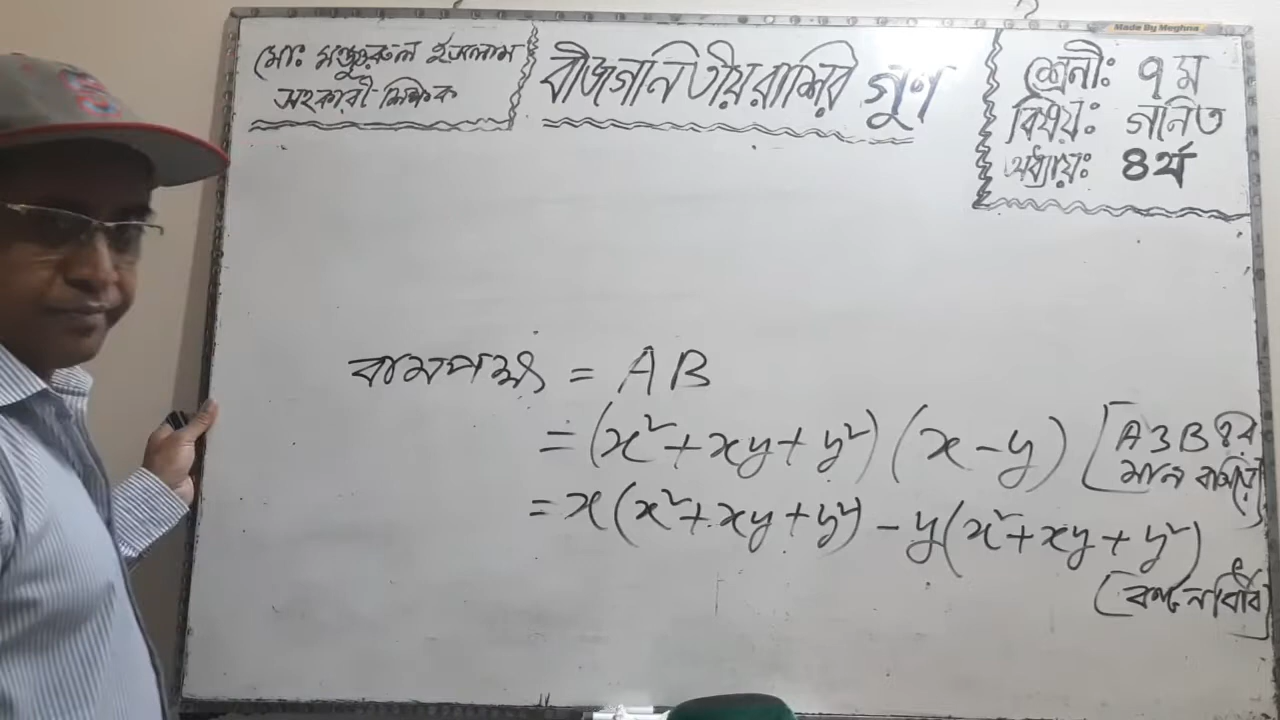 মোঃ মঞ্জুরুল ইসলাম
সহকারী শিক্ষক
বীজগানিতীয় রাশির গুণ
Made By Meghna
শ্রেনীঃ ৭ম
বিষয়ঃ গনিত
অধ্যায়ঃ ৪র্থ
বামপক্ষ = AB
= (x²+xy+y²) (x-y) [A ও B এর
মান বসিয়ে]
= x(x²+xy+y²) - y(x²+xy+y²)
[বণ্টনবিধি]